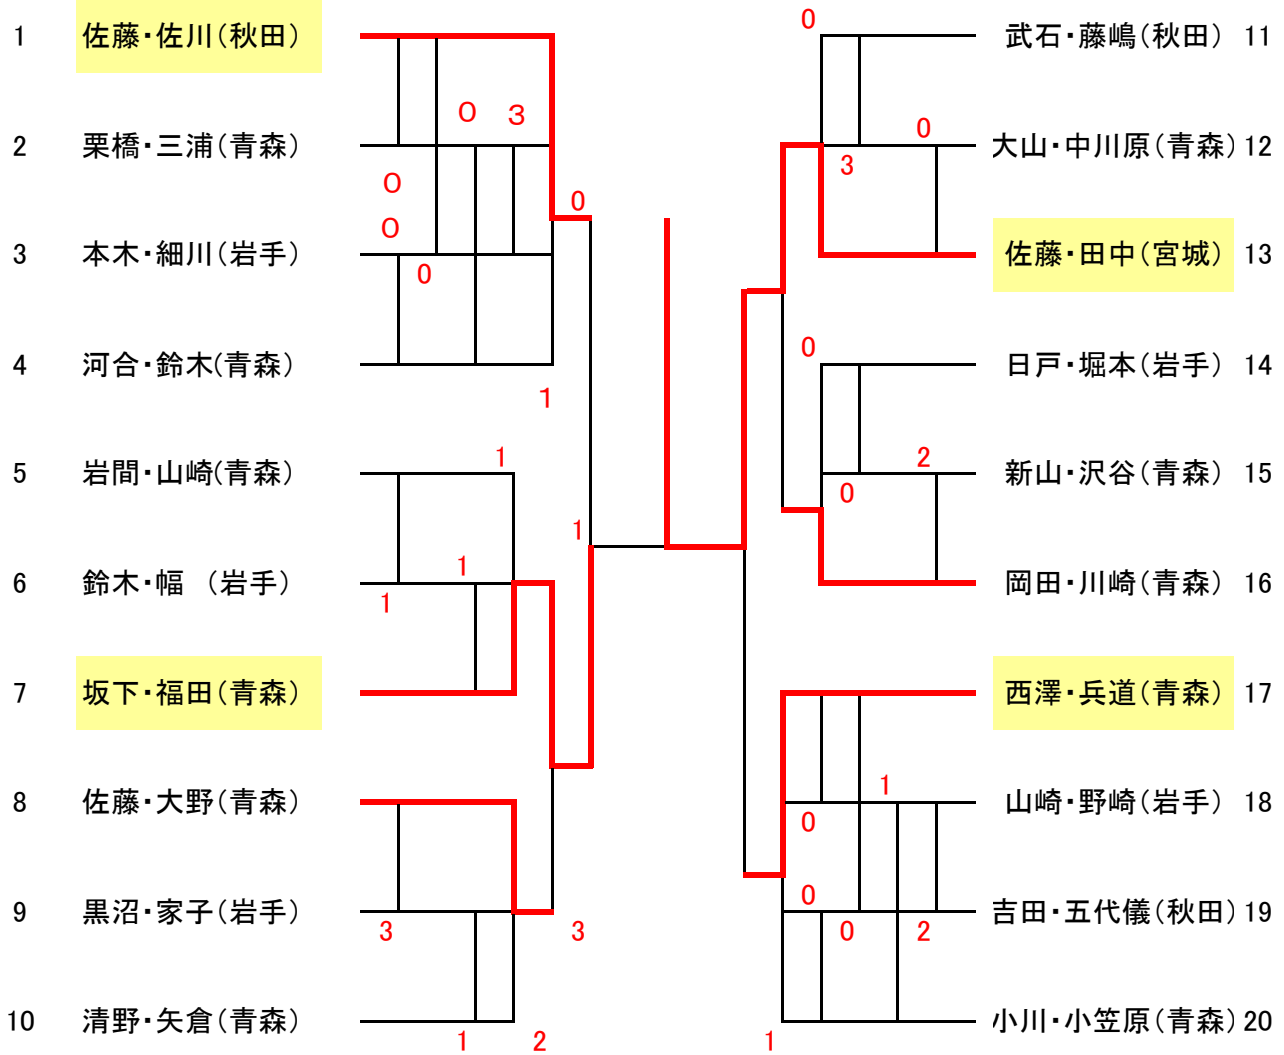 0
1 佐藤・佐川(秋田) 武石・藤嶋(秋田) 11
0 3 0
2 栗橋・三浦(青森) 大山・中川原(青森) 12
3
0
0
0
3 本木・細川(岩手) 佐藤・田中(宮城) 13
0
0
4 河合・鈴木(青森) 日戸・堀本(岩手) 14
1
1 2
5 岩間・山崎(青森) 新山・沢谷(青森) 15
0
1
1
6 鈴木・幅 (岩手) 岡田・川崎(青森) 16
1
7 坂下・福田(青森) 西澤・兵道(青森) 17
1
8 佐藤・大野(青森) 山崎・野崎(岩手) 18
0
0
9 黒沼・家子(岩手) 吉田・五代儀(秋田) 19
3 3 0 2
10 清野・矢倉(青森) 小川・小笠原(青森) 20
1 2 1